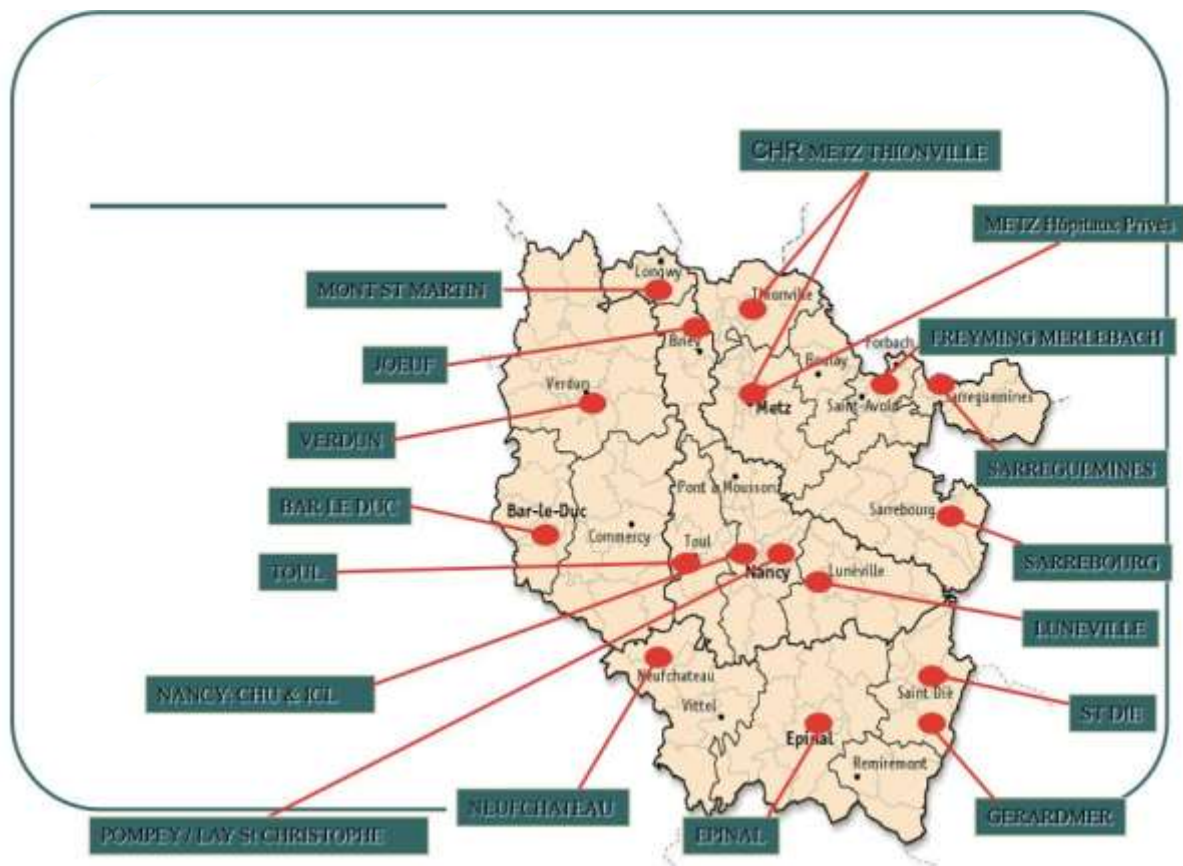 CHR METZ THIONVILLE
METZ Hôpitaux Privés
MONT ST MARTIN
Longwy
Thionville
JOEUF
Briey
Forbach
FREYMING MERLEBACH
Boulay
Verdun
Metz
Saint-Avold
Sarreguemines
VERDUN
SARREGUEMINES
BAR LE DUC
Pont à Mousson
Bar-le-Duc
Commercy
Sarrebourg
Toul
TOUL
Nancy
Lunéville
SARREBOURG
LUNEVILLE
NANCY: CHU & ICL
Neufchateau
Saint Dié
Vittel
ST DIE
Epinal
Remiremont
NEUFCHATEAU
GERARDMER
POMPEY / LAY St CHRISTOPHE
EPINAL